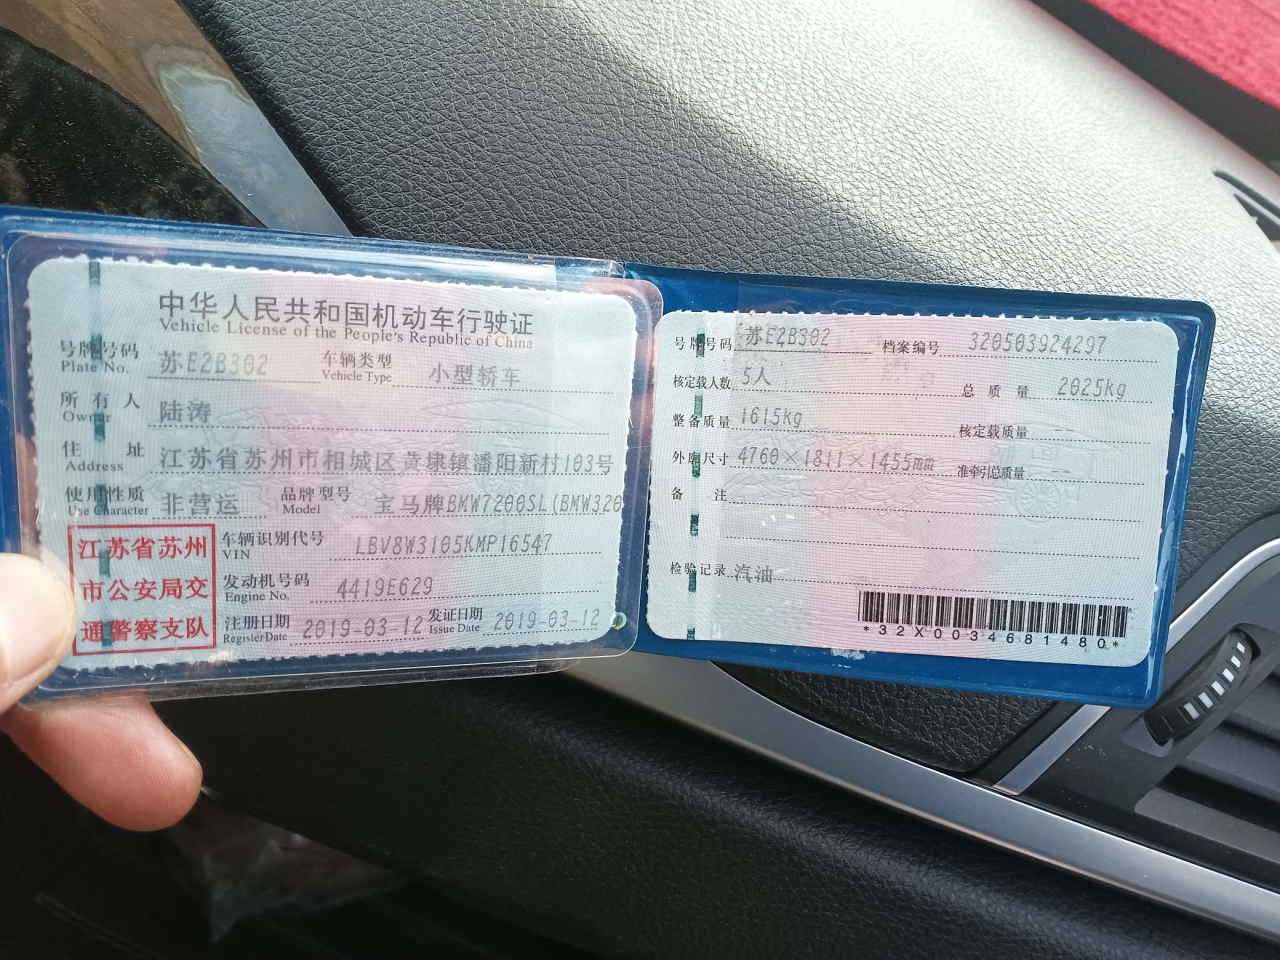 中华人民共和国机动车行驶证
Vehicle License of the People's Republic of China
号牌号码 苏E2B302 车辆类型 小型轿车
Plate No. Vehicle Type
所有人 陆涛
Owner
住址 江苏省苏州市相城区黄埭镇潘阳新村103号
Address
使用性质 非营运 品牌型号 宝马牌BMW7200SL(BMW320
Use Character Model
江苏省苏州
市公安局交
通警察支队
车辆识别代号 LBV8W3105KMP16547
VIN
发动机号码 4419E629
Engine No.
注册日期 2019-03-12 发证日期 2019-03-12
Register Date Issue Date
号牌号码 苏E2B302 档案编号 320503924297
核定载人数 5人 总质量 2025kg
整备质量 1615kg 核定载质量 --
外廓尺寸 4760×1811×1455mm 准牵引总质量 --
备注
检验记录 汽油
*32X0034681480*